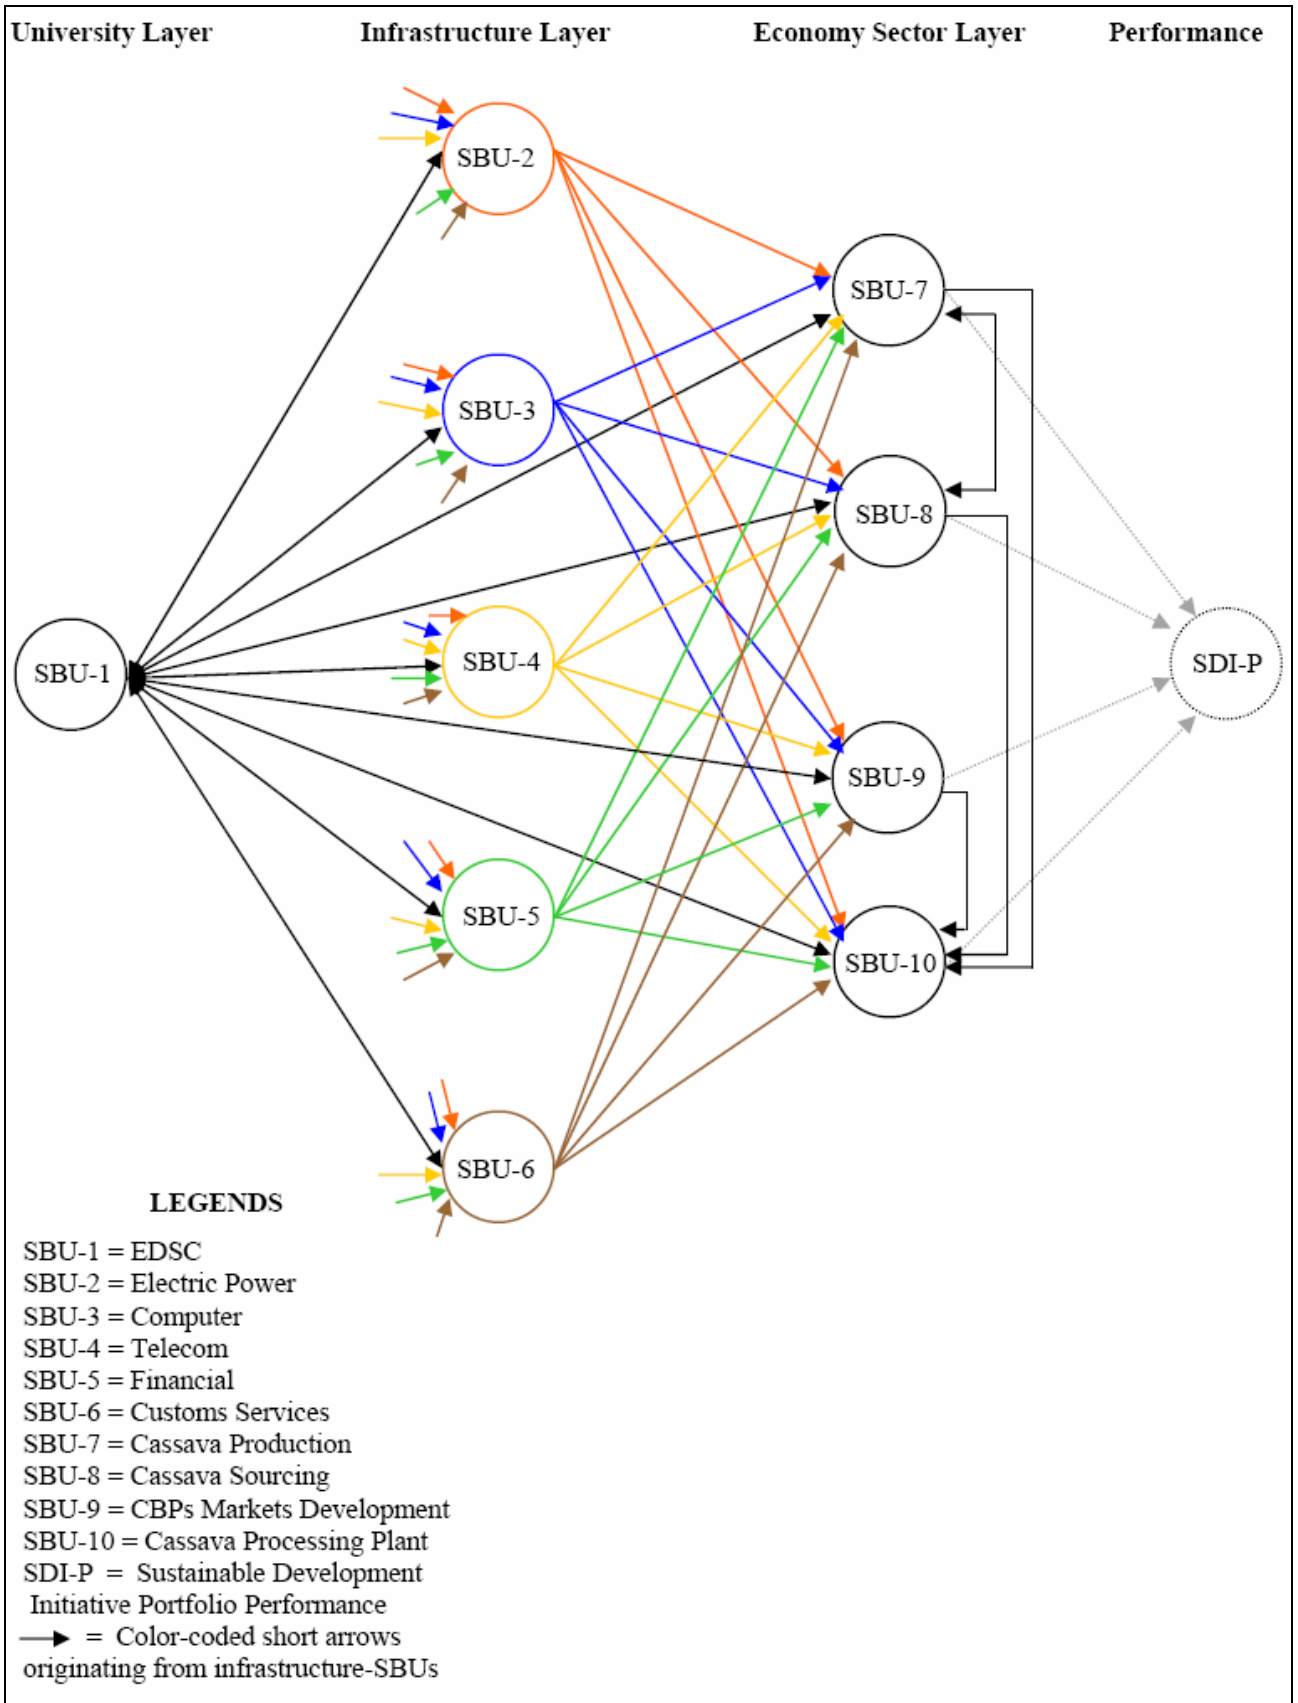 University Layer
Infrastructure Layer
Economy Sector Layer
Performance
SBU-2
SBU-7
SBU-3
SBU-8
SBU-1
SBU-4
SDI-P
SBU-9
SBU-5
SBU-10
SBU-6
LEGENDS
SBU-1 = EDSC
SBU-2 = Electric Power
SBU-3 = Computer
SBU-4 = Telecom
SBU-5 = Financial
SBU-6 = Customs Services
SBU-7 = Cassava Production
SBU-8 = Cassava Sourcing
SBU-9 = CBPs Markets Development
SBU-10 = Cassava Processing Plant
SDI-P = Sustainable Development
Initiative Portfolio Performance
= Color-coded short arrows
originating from infrastructure-SBUs